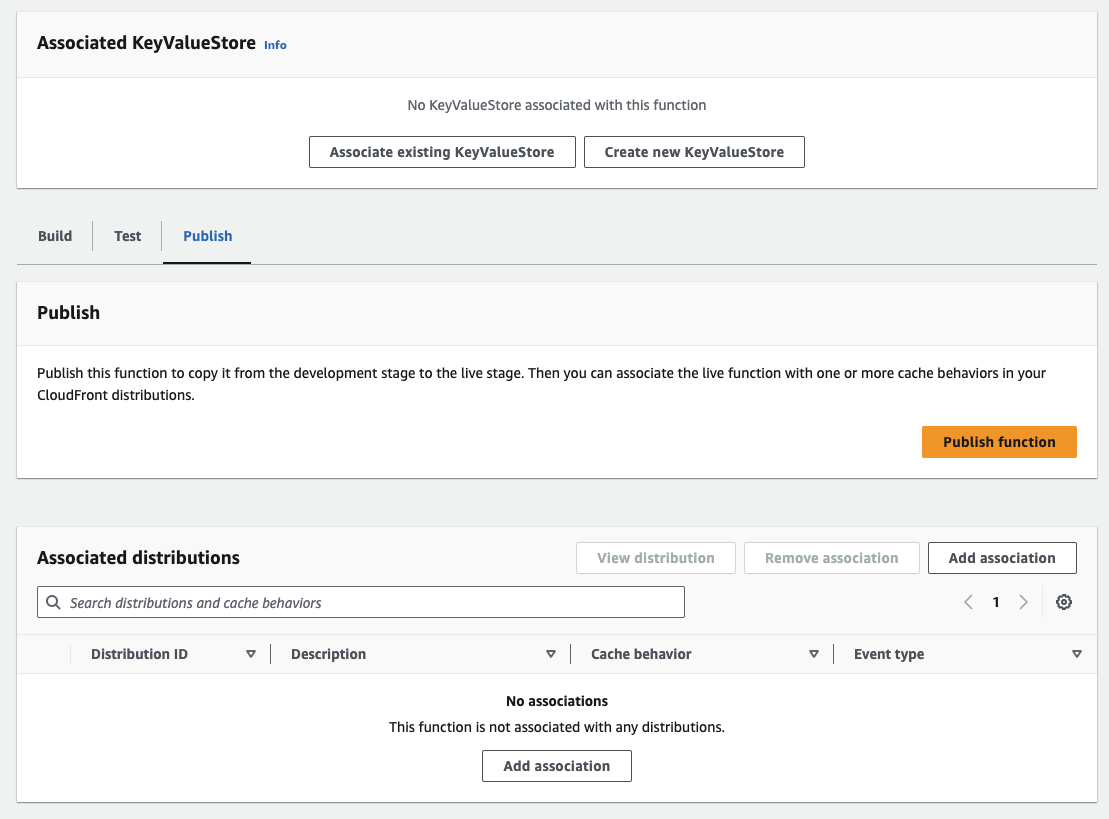 Associated KeyValueStore Info
No KeyValueStore associated with this function
Associate existing KeyValueStore Create new KeyValueStore
Build Test Publish
Publish
Publish this function to copy it from the development stage to the live stage. Then you can associate the live function with one or more cache behaviors in your
CloudFront distributions.
Publish function
Associated distributions View distribution Remove association Add association
Search distributions and cache behaviors 1
Distribution ID Description Cache behavior Event type
No associations
This function is not associated with any distributions.
Add association